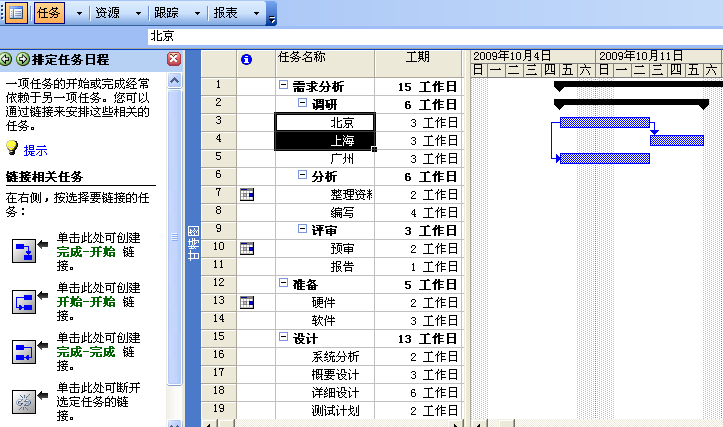 任务 资源 跟踪 报表
北京
排定任务日程
一项任务的开始或完成经常
依赖于另一项任务。您可以
通过链接来安排这些相关的
任务。
提示
链接相关任务
在右侧，按选择要链接的任
务：
单击此处可创建
完成-开始 链
接。
单击此处可创建
开始-开始 链
接。
单击此处可创建
完成-完成 链
接。
单击此处可断开
选定任务的链
接。
甘特图
任务名称 工期
1 需求分析 15 工作日
2 调研 6 工作日
3 北京 3 工作日
4 上海 3 工作日
5 广州 3 工作日
6 分析 6 工作日
7 整理资料 2 工作日
8 编写 4 工作日
9 评审 3 工作日
10 预审 2 工作日
11 报告 1 工作日
12 准备 5 工作日
13 硬件 2 工作日
14 软件 3 工作日
15 设计 13 工作日
16 系统分析 2 工作日
17 概要设计 3 工作日
18 详细设计 6 工作日
19 测试计划 2 工作日
2009年10月4日 2009年10月11日
日 一 二 三 四 五 六 日 一 二 三 四 五 六